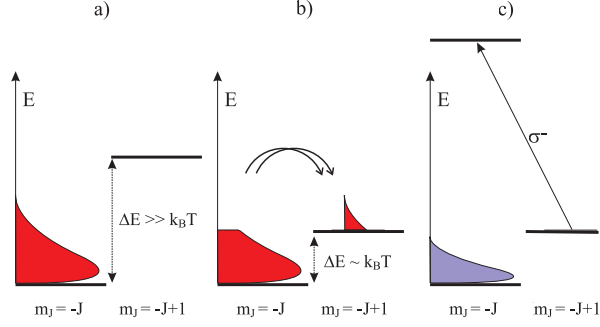 a)
b)
c)
E
E
E
σ-
ΔE >> kBT
ΔE ~ kBT
mJ = -J
mJ = -J+1
mJ = -J
mJ = -J+1
mJ = -J
mJ = -J+1